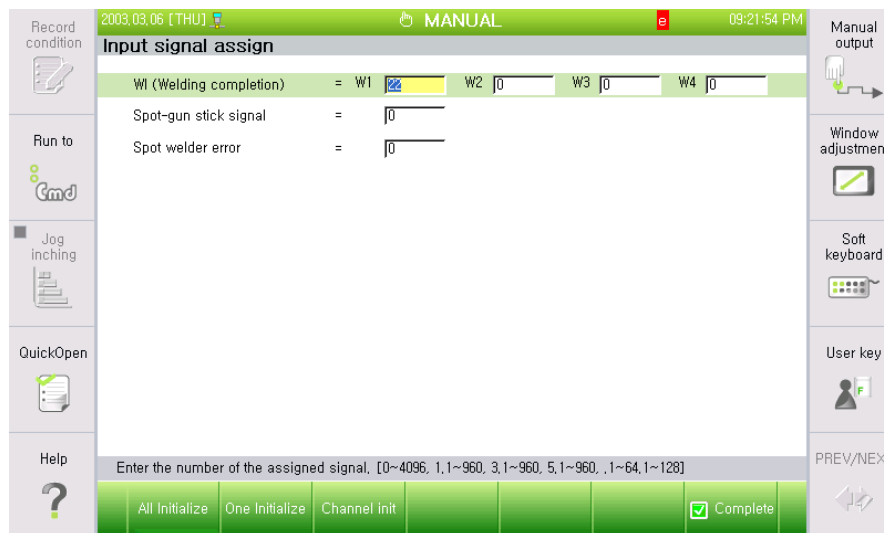 2003,03,06 [THU] MANUAL e 09:21:54 PM
Input signal assign
Record
condition
Run to
Cmd
Jog
inching
QuickOpen
Help
WI (Welding completion) = W1 22 W2 0 W3 0 W4 0
Spot-gun stick signal = 0
Spot welder error = 0
Enter the number of the assigned signal, [0~4096, 1,1~960, 3,1~960, 5,1~960, ,1~64,1~128]
All Initialize One Initialize Channel init Complete
Manual
output
Window
adjustmen
Soft
keyboard
User key
F
PREV/NEX